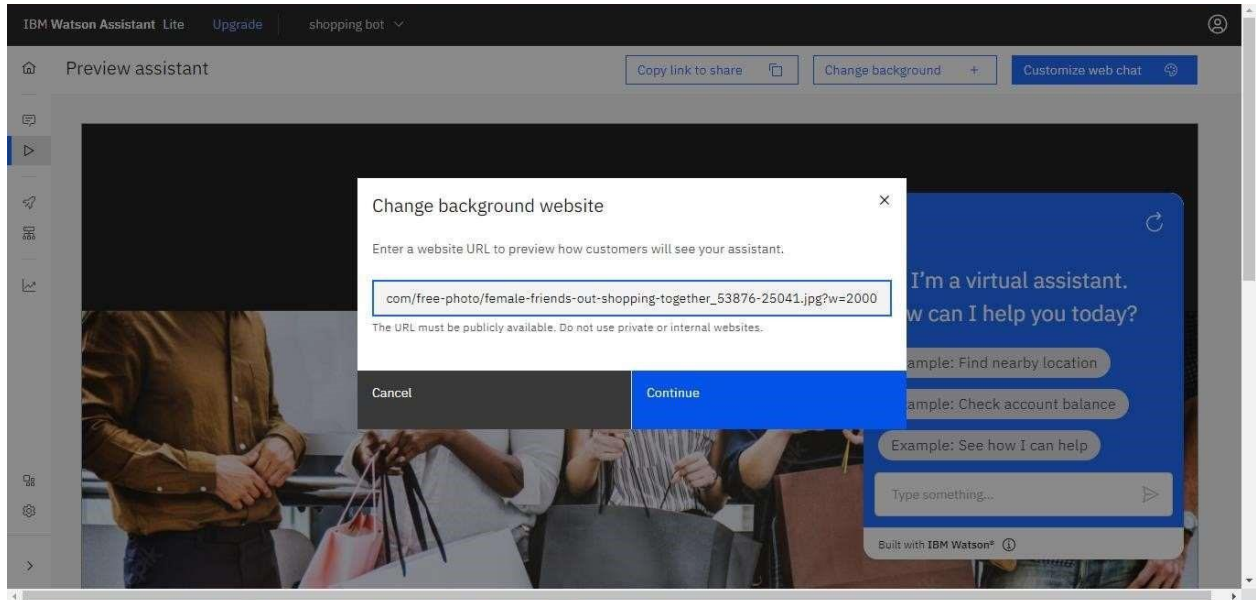 IBM Watson Assistant Lite Upgrade shopping bot
Preview assistant Copy link to share Change background + Customize web chat
Change background website
Enter a website URL to preview how customers will see your assistant.
com/free-photo/female-friends-out-shopping-together_53876-25041.jpg?w=2000
The URL must be publicly available. Do not use private or internal websites.
Cancel Continue
I'm a virtual assistant.
w can I help you today?
ample: Find nearby location
ample: Check account balance
Example: See how I can help
Type something...
Built with IBM Watson®